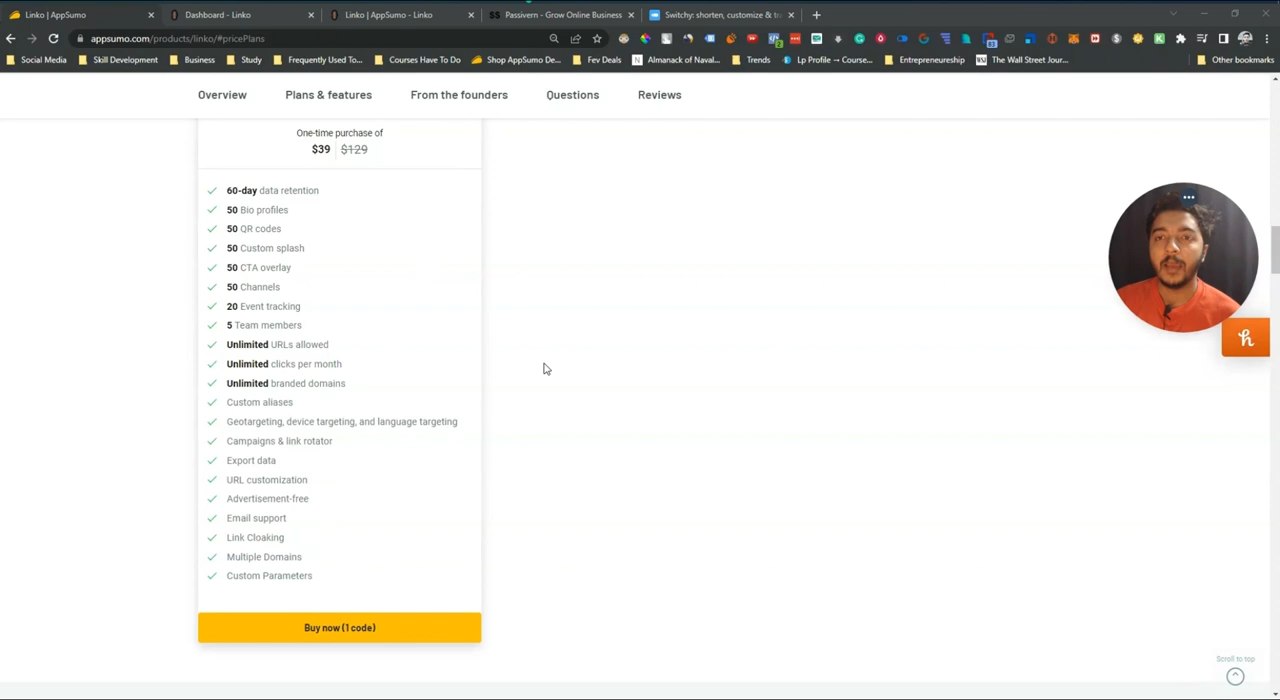 Linko | AppSumo
Dashboard - Linko
Linko | AppSumo - Linko
Passivern - Grow Online Business
Switchy: shorten, customize & tra
appsumo.com/products/linko/#pricePlans
Social Media
Skill Development
Business
Study
Frequently Used To...
Courses Have To Do
Shop AppSumo De...
Fev Deals
Almanack of Naval...
Trends
Lp Profile → Course...
Entrepreneurship
The Wall Street Jour...
Other bookmarks
Overview
Plans & features
From the founders
Questions
Reviews
One-time purchase of
$39 $129
60-day data retention
50 Bio profiles
50 QR codes
50 Custom splash
50 CTA overlay
50 Channels
20 Event tracking
5 Team members
Unlimited URLs allowed
Unlimited clicks per month
Unlimited branded domains
Custom aliases
Geotargeting, device targeting, and language targeting
Campaigns & link rotator
Export data
URL customization
Advertisement-free
Email support
Link Cloaking
Multiple Domains
Custom Parameters
Buy now (1 code)
Scroll to top